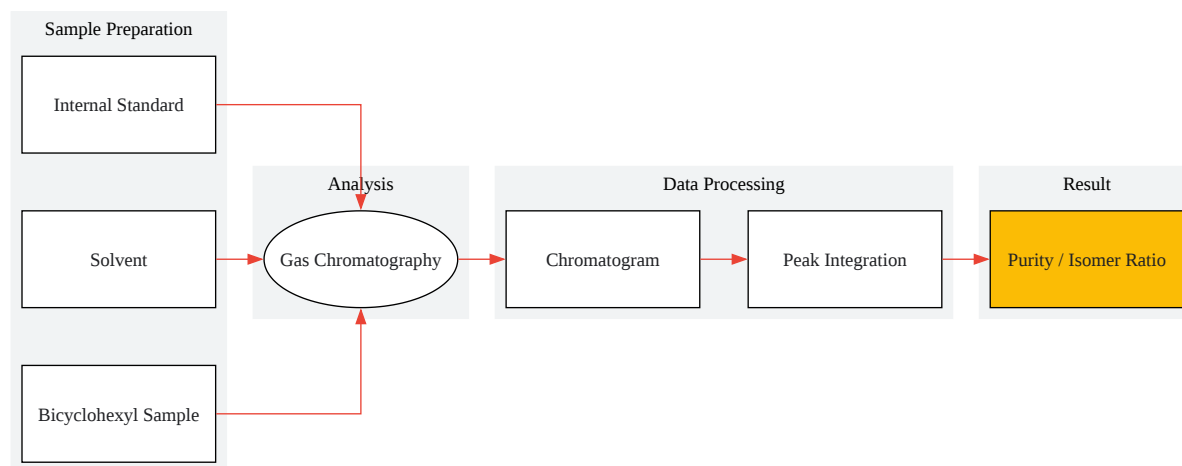 Sample Preparation
Internal Standard
Solvent
Bicyclohexyl Sample
Analysis
Gas Chromatography
Data Processing
Chromatogram
Peak Integration
Result
Purity / Isomer Ratio